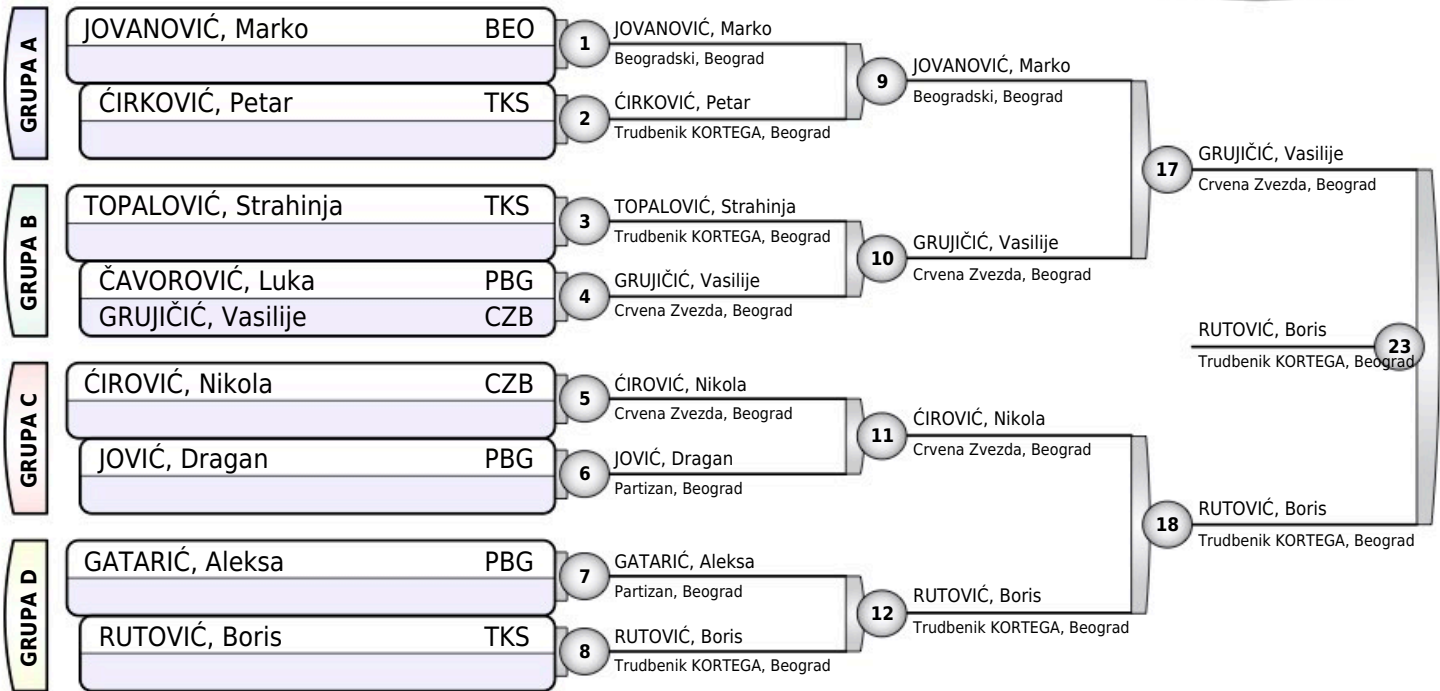 GRUPA A
JOVANOVIĆ, Marko BEO
ĆIRKOVIĆ, Petar TKS
GRUPA B
TOPALOVIĆ, Strahinja TKS
ČAVOROVIĆ, Luka PBG
GRUJIČIĆ, Vasilije CZB
GRUPA C
ĆIROVIĆ, Nikola CZB
JOVIĆ, Dragan PBG
GRUPA D
GATARIĆ, Aleksa PBG
RUTOVIĆ, Boris TKS
1 JOVANOVIĆ, Marko
Beogradski, Beograd
2 ĆIRKOVIĆ, Petar
Trudbenik KORTEGA, Beograd
3 TOPALOVIĆ, Strahinja
Trudbenik KORTEGA, Beograd
4 GRUJIČIĆ, Vasilije
Crvena Zvezda, Beograd
5 ĆIROVIĆ, Nikola
Crvena Zvezda, Beograd
6 JOVIĆ, Dragan
Partizan, Beograd
7 GATARIĆ, Aleksa
Partizan, Beograd
8 RUTOVIĆ, Boris
Trudbenik KORTEGA, Beograd
9 JOVANOVIĆ, Marko
Beogradski, Beograd
10 GRUJIČIĆ, Vasilije
Crvena Zvezda, Beograd
11 ĆIROVIĆ, Nikola
Crvena Zvezda, Beograd
12 RUTOVIĆ, Boris
Trudbenik KORTEGA, Beograd
17 GRUJIČIĆ, Vasilije
Crvena Zvezda, Beograd
18 RUTOVIĆ, Boris
Trudbenik KORTEGA, Beograd
RUTOVIĆ, Boris 23
Trudbenik KORTEGA, Beograd